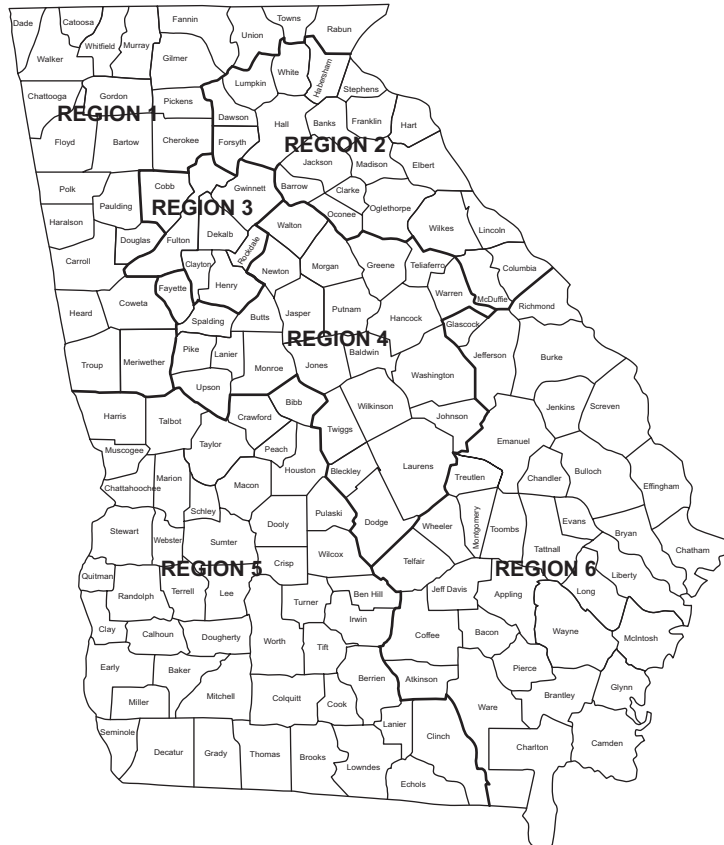 Dade
Catoosa
Fannin
Towns
Rabun
Union
Whitfield
Murray
Walker
Gilmer
White
Habersham
Lumpkin
Stephens
Chattooga
Gordon
Pickens
REGION 1
Dawson
Hall
Banks
Franklin
Hart
Floyd
Bartow
Cherokee
Forsyth
REGION 2
Jackson
Madison
Elbert
Polk
Cobb
Gwinnett
Barrow
Clarke
Paulding
REGION 3
Oconee
Oglethorpe
Haralson
Douglas
Fulton
Dekalb
Walton
Wilkes
Lincoln
Carroll
Clayton
Rockdale
Newton
Morgan
Greene
Teliaferro
Columbia
Fayette
Henry
Warren
McDuffie
Richmond
Heard
Coweta
Spalding
Butts
Jasper
Putnam
Hancock
Glascock
REGION 4
Troup
Meriwether
Pike
Lanier
Monroe
Jones
Baldwin
Washington
Jefferson
Burke
Upson
Harris
Talbot
Crawford
Bibb
Twiggs
Wilkinson
Johnson
Jenkins
Screven
Muscogee
Taylor
Peach
Emanuel
Chattahoochee
Marion
Macon
Houston
Bleckley
Laurens
Treutlen
Candler
Bulloch
Effingham
Schley
Stewart
Webster
Sumter
Dooly
Pulaski
Dodge
Wheeler
Montgomery
Toombs
Evans
Bryan
Chatham
Tattnall
Wilcox
Crisp
Telfair
Quitman
REGION 5
REGION 6
Liberty
Randolph
Terrell
Lee
Turner
Ben Hill
Jeff Davis
Appling
Long
Irwin
Clay
Calhoun
Dougherty
Worth
Tift
Coffee
Bacon
Wayne
McIntosh
Early
Baker
Mitchell
Berrien
Atkinson
Pierce
Miller
Colquitt
Cook
Ware
Brantley
Glynn
Seminole
Lanier
Clinch
Decatur
Grady
Thomas
Brooks
Lowndes
Charlton
Camden
Echols